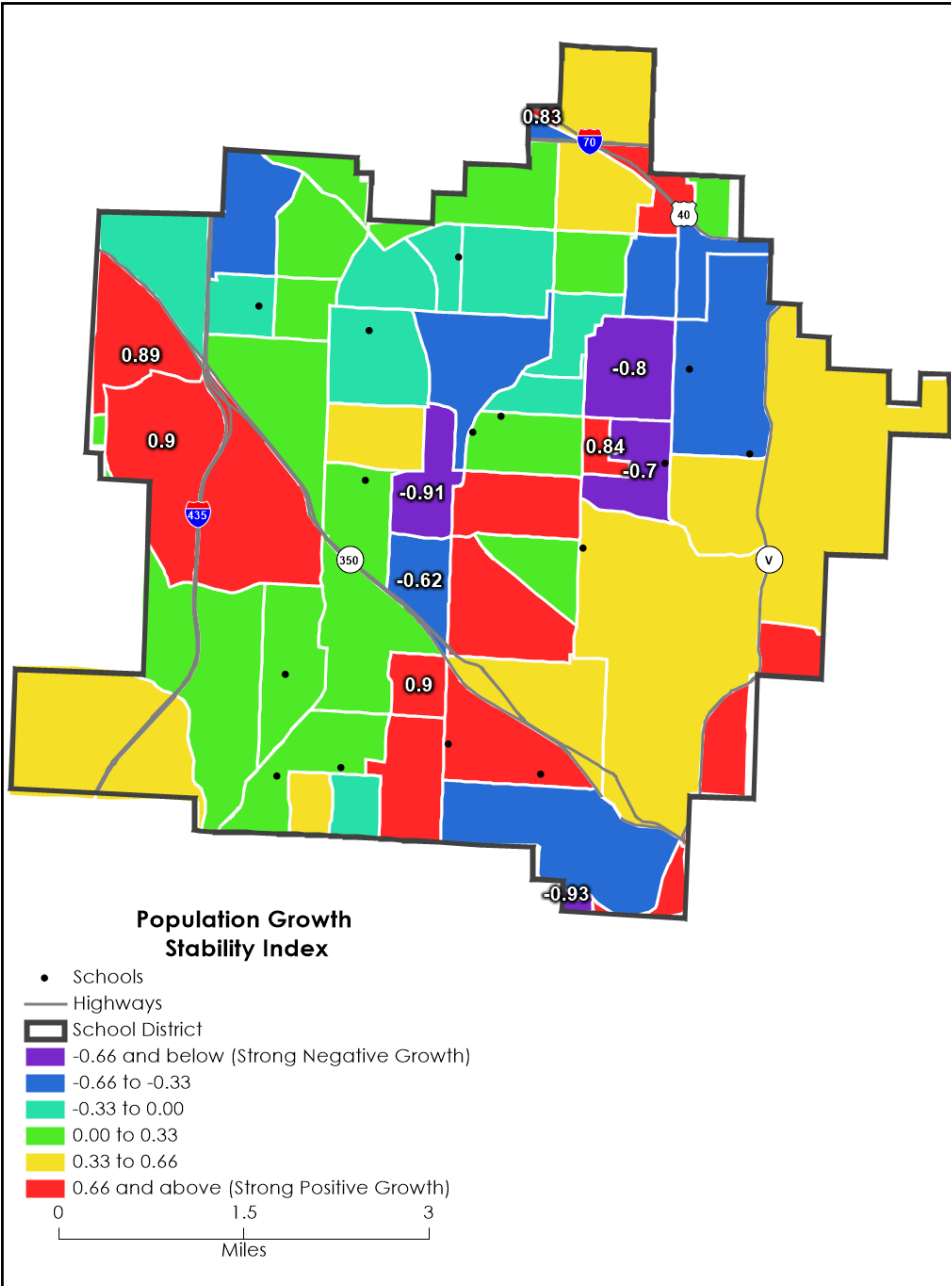 0.83
70
40
0.89
-0.8
0.9
0.84
-0.7
-0.91
435
350
V
-0.62
0.9
-0.93
Population Growth
Stability Index
Schools
Highways
School District
-0.66 and below (Strong Negative Growth)
-0.66 to -0.33
-0.33 to 0.00
0.00 to 0.33
0.33 to 0.66
0.66 and above (Strong Positive Growth)
0 1.5 3
Miles